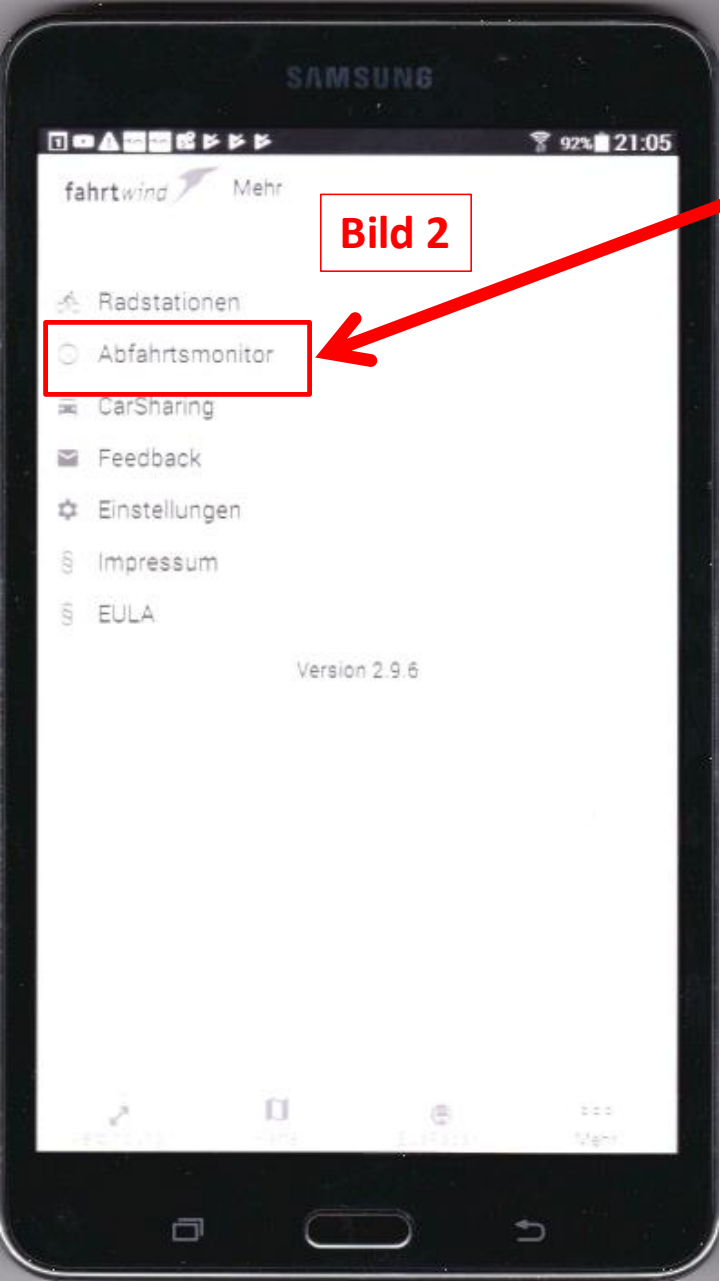 SAMSUNG
92% 21:05
fahrtwind Mehr
Bild 2
Radstationen
Abfahrtsmonitor
CarSharing
Feedback
Einstellungen
§ Impressum
§ EULA
Version 2.9.6
Mehr